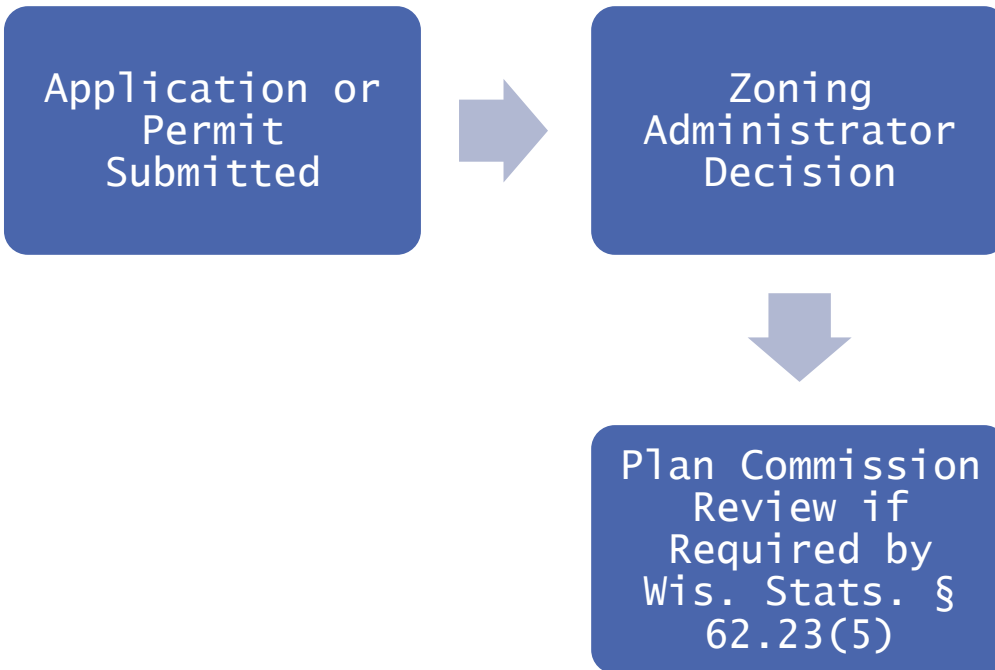 Application or
Permit
Submitted
Zoning
Administrator
Decision
Plan Commission
Review if
Required by
Wis. Stats. §
62.23(5)